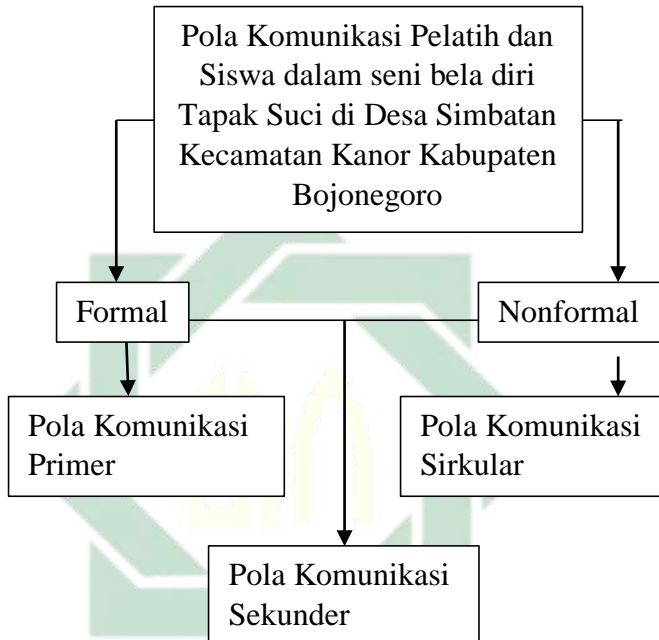 Pola Komunikasi Pelatih dan
Siswa dalam seni bela diri
Tapak Suci di Desa Simbatan
Kecamatan Kanor Kabupaten
Bojonegoro
Formal
Nonformal
Pola Komunikasi
Primer
Pola Komunikasi
Sirkular
Pola Komunikasi
Sekunder